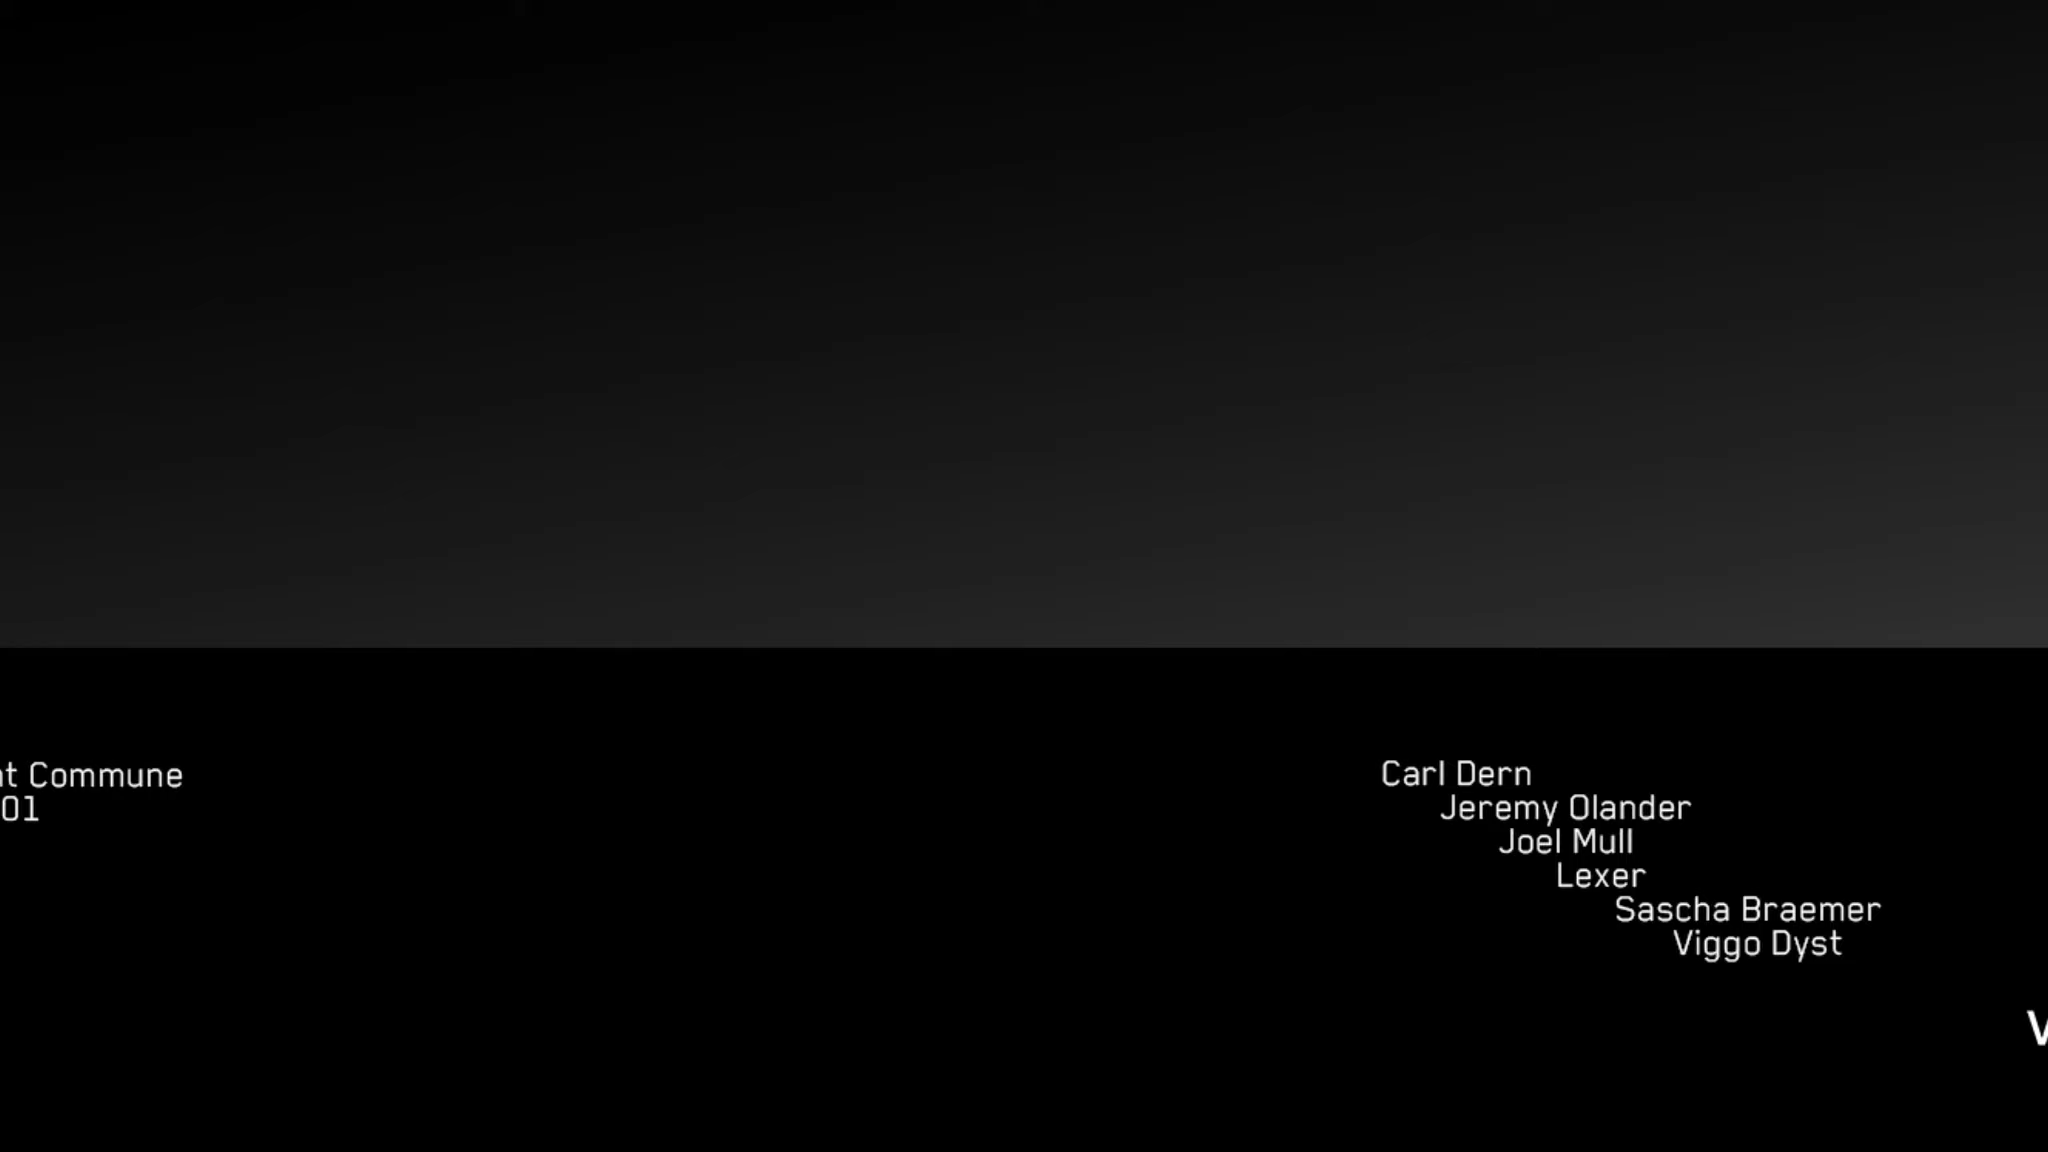 Commune
01
Carl Dern
Jeremy Olander
Joel Mull
Lexer
Sascha Braemer
Viggo Dyst